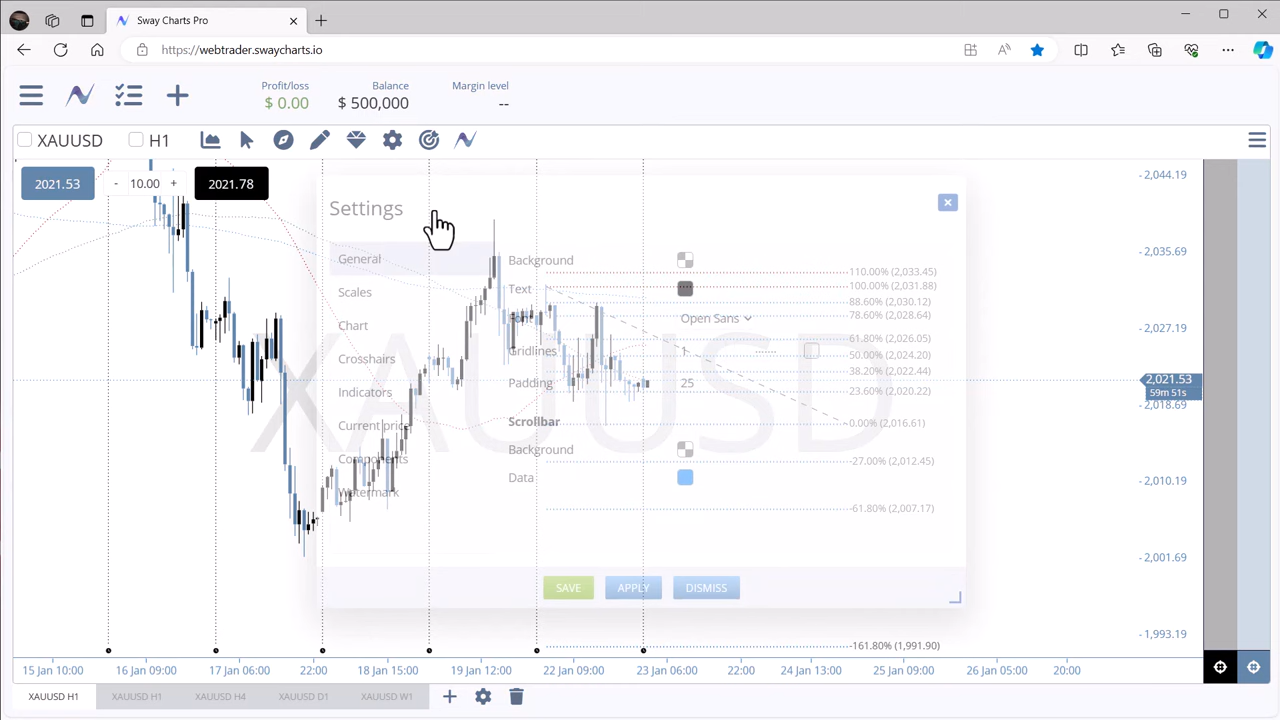 Sway Charts Pro
https://webtrader.swaycharts.io
Profit/loss
$ 0.00
Balance
$ 500,000
Margin level
--
XAUUSD
H1
2021.53
- 10.00 +
2021.78
Settings
General
Scales
Chart
Crosshairs
Indicators
Current price
Components
Watermark
Background
Text
Font
Open Sans
Gridlines
1
Padding
25
Scrollbar
Background
Data
SAVE
APPLY
DISMISS
XAUUSD
110.00% (2,033.45)
100.00% (2,031.88)
88.60% (2,030.12)
78.60% (2,028.64)
61.80% (2,026.05)
50.00% (2,024.20)
38.20% (2,022.44)
23.60% (2,020.22)
0.00% (2,016.61)
-27.00% (2,012.45)
-61.80% (2,007.17)
-161.80% (1,991.90)
2,044.19
2,035.69
2,027.19
2,021.53
59m 51s
2,018.69
2,010.19
2,001.69
1,993.19
15 Jan 10:00
16 Jan 09:00
17 Jan 06:00
22:00
18 Jan 15:00
19 Jan 12:00
22 Jan 09:00
23 Jan 06:00
22:00
24 Jan 13:00
25 Jan 09:00
26 Jan 05:00
20:00
XAUUSD H1
XAUUSD H1
XAUUSD H4
XAUUSD D1
XAUUSD W1